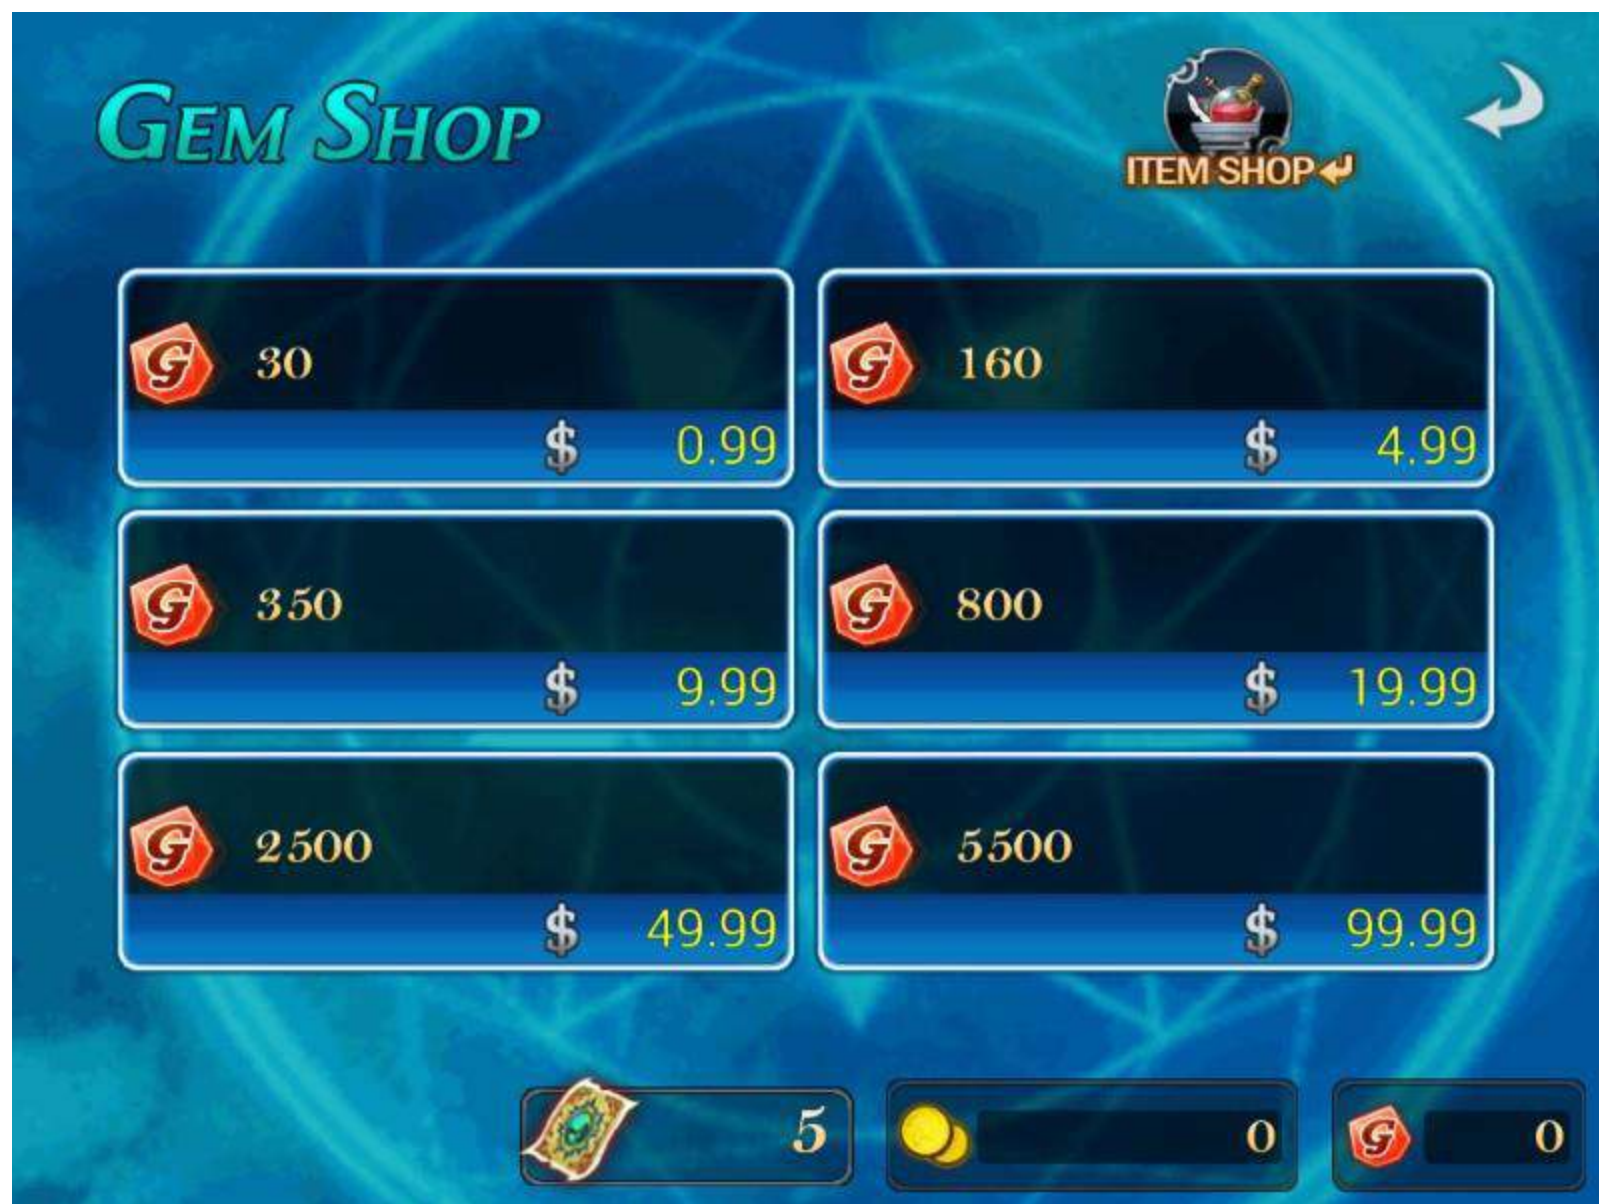 GEM SHOP
ITEM SHOP
G 30
$ 0.99
G 160
$ 4.99
G 350
$ 9.99
G 800
$ 19.99
G 2500
$ 49.99
G 5500
$ 99.99
5
0
G 0